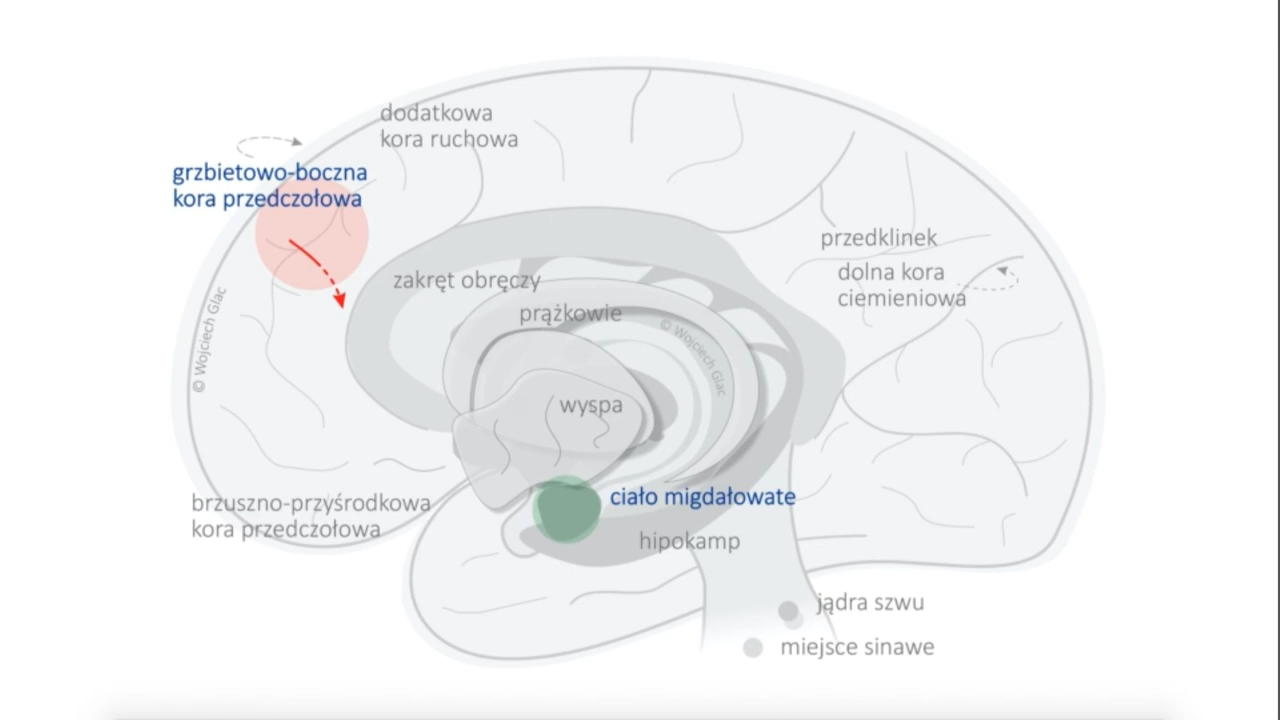 dodatkowa
kora ruchowa
grzbietowo-boczna
kora przedczołowa
przedklinek
dolna kora
ciemieniowa
zakręt obręczy
prążkowie
© Wojciech Glac
© Wojciech Glac
wyspa
brzuszno-przyśrodkowa
kora przedczołowa
ciało migdałowate
hipokamp
jądra szwu
miejsce sinawe